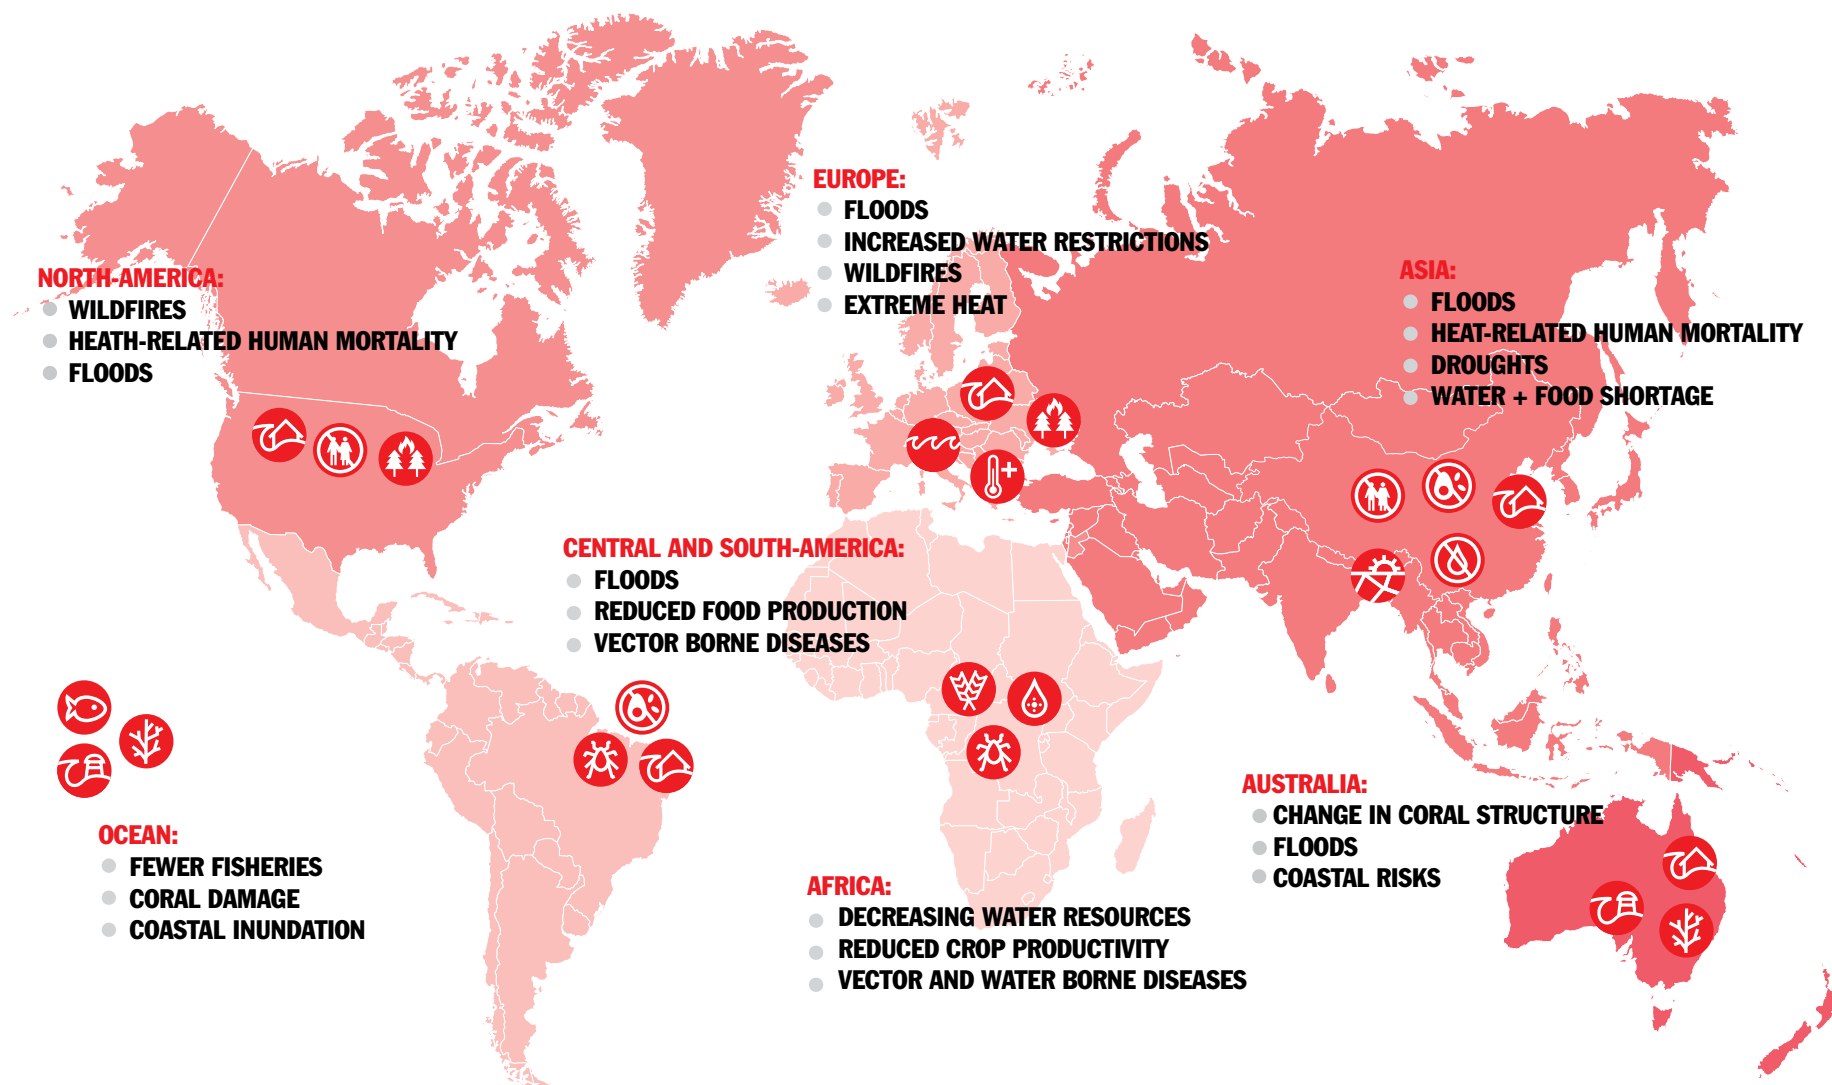 EUROPE:
FLOODS
INCREASED WATER RESTRICTIONS
WILDFIRES
EXTREME HEAT
NORTH-AMERICA:
WILDFIRES
HEATH-RELATED HUMAN MORTALITY
FLOODS
ASIA:
FLOODS
HEAT-RELATED HUMAN MORTALITY
DROUGHTS
WATER + FOOD SHORTAGE
CENTRAL AND SOUTH-AMERICA:
FLOODS
REDUCED FOOD PRODUCTION
VECTOR BORNE DISEASES
OCEAN:
FEWER FISHERIES
CORAL DAMAGE
COASTAL INUNDATION
AFRICA:
DECREASING WATER RESOURCES
REDUCED CROP PRODUCTIVITY
VECTOR AND WATER BORNE DISEASES
AUSTRALIA:
CHANGE IN CORAL STRUCTURE
FLOODS
COASTAL RISKS